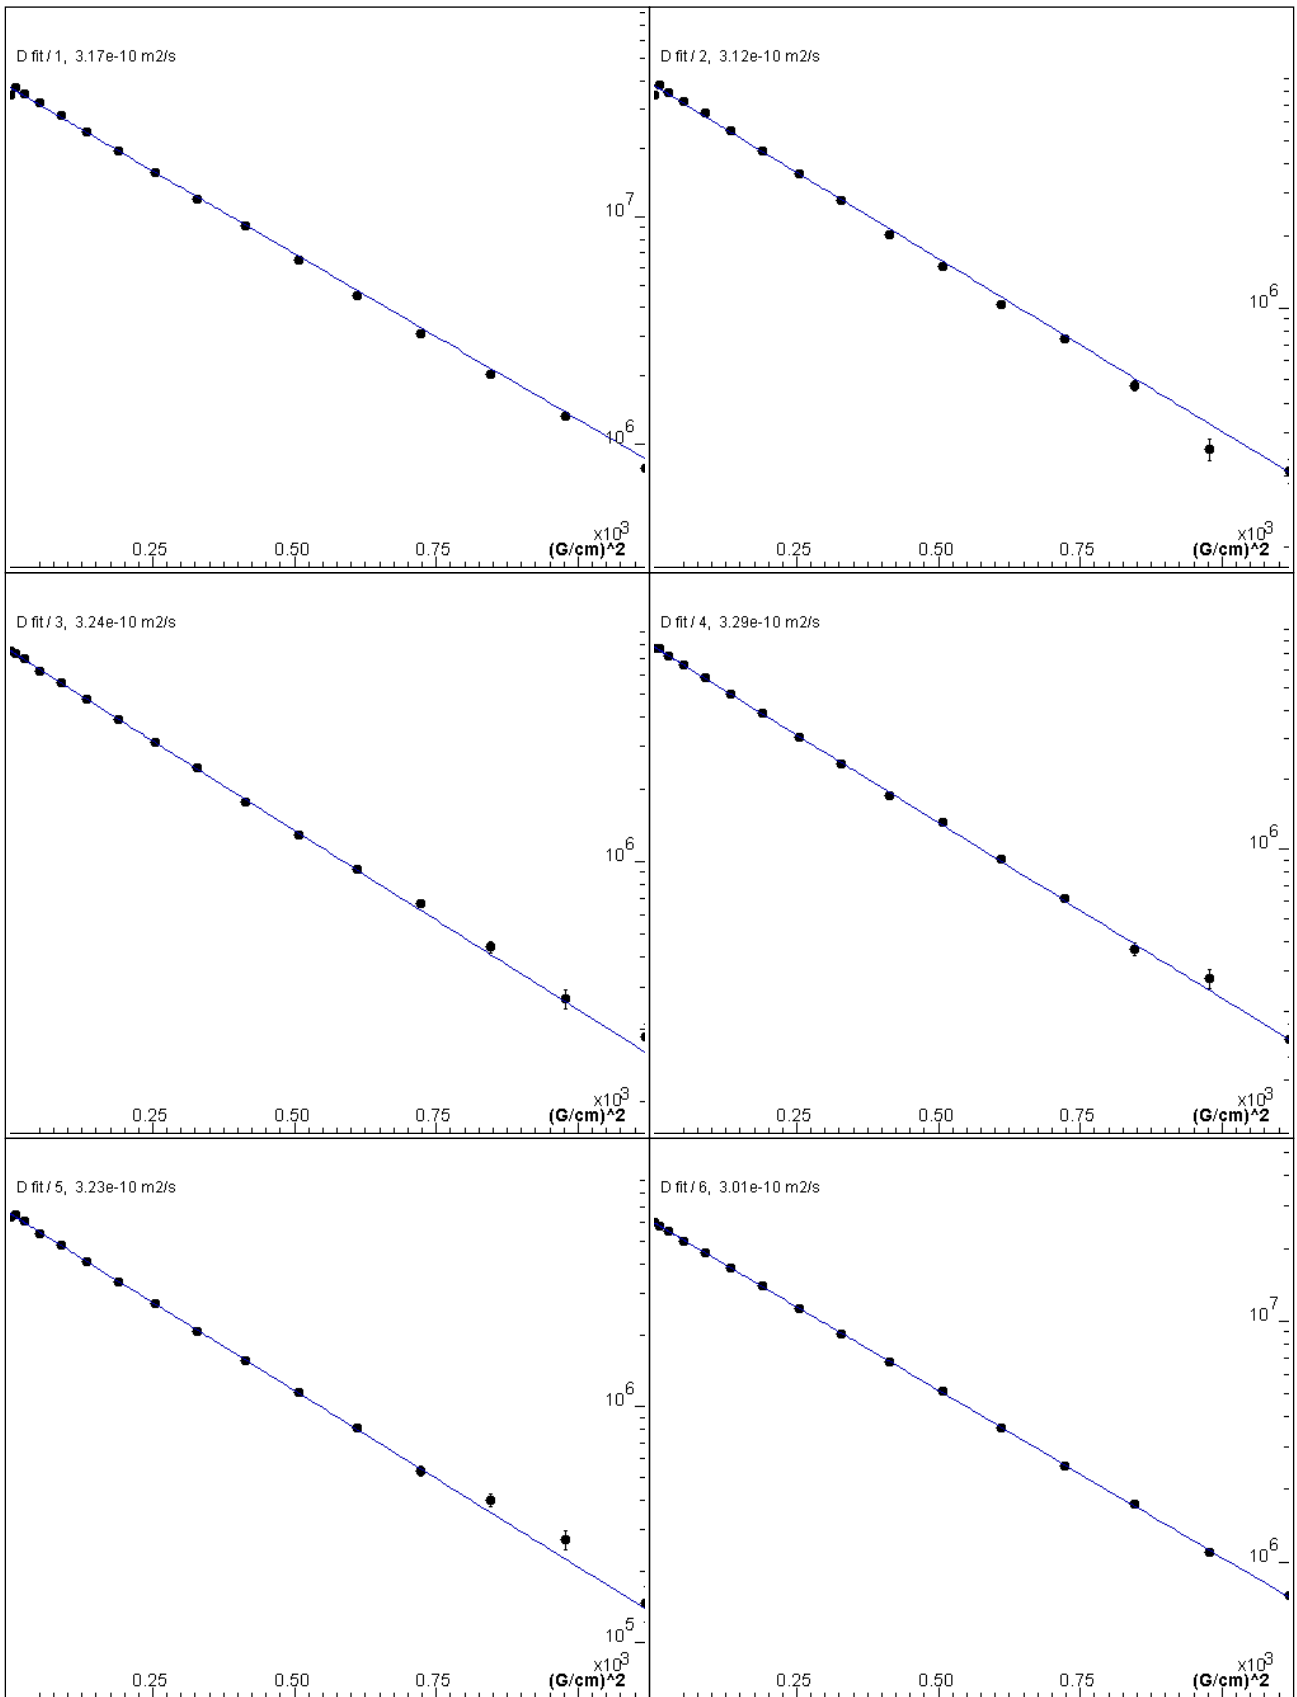 D fit / 1, 3.17e-10 m2/s
10^7
10^6
x10^3
0.25 0.50 0.75 (G/cm)^2
D fit / 2, 3.12e-10 m2/s
10^6
x10^3
0.25 0.50 0.75 (G/cm)^2
D fit / 3, 3.24e-10 m2/s
10^6
x10^3
0.25 0.50 0.75 (G/cm)^2
D fit / 4, 3.29e-10 m2/s
10^6
x10^3
0.25 0.50 0.75 (G/cm)^2
D fit / 5, 3.23e-10 m2/s
10^6
10^5
x10^3
0.25 0.50 0.75 (G/cm)^2
D fit / 6, 3.01e-10 m2/s
10^7
10^6
x10^3
0.25 0.50 0.75 (G/cm)^2